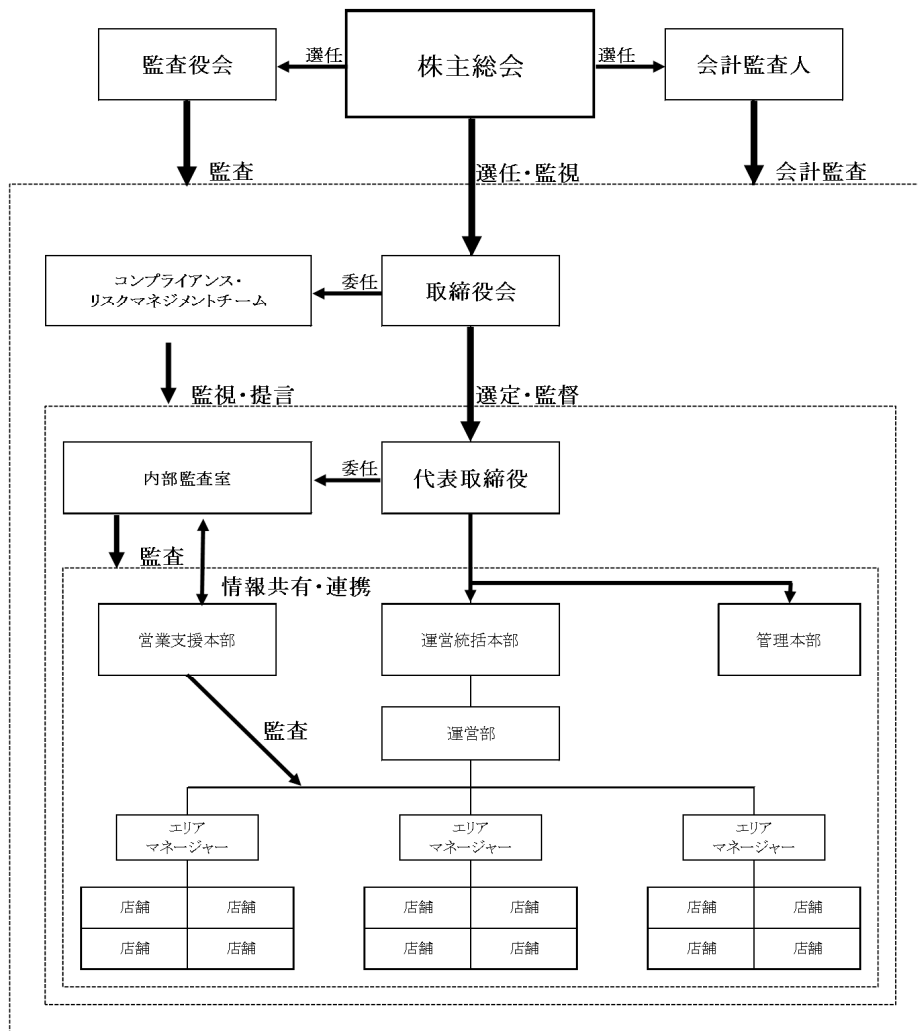 監査役会
選任
株主総会
選任
会計監査人
監査
選任・監視
会計監査
コンプライアンス・
リスクマネジメントチーム
委任
取締役会
監視・提言
選定・監督
内部監査室
委任
代表取締役
監査
情報共有・連携
営業支援本部
運営統括本部
管理本部
監査
運営部
エリア
マネージャー
エリア
マネージャー
エリア
マネージャー
店舗
店舗
店舗
店舗
店舗
店舗
店舗
店舗
店舗
店舗
店舗
店舗